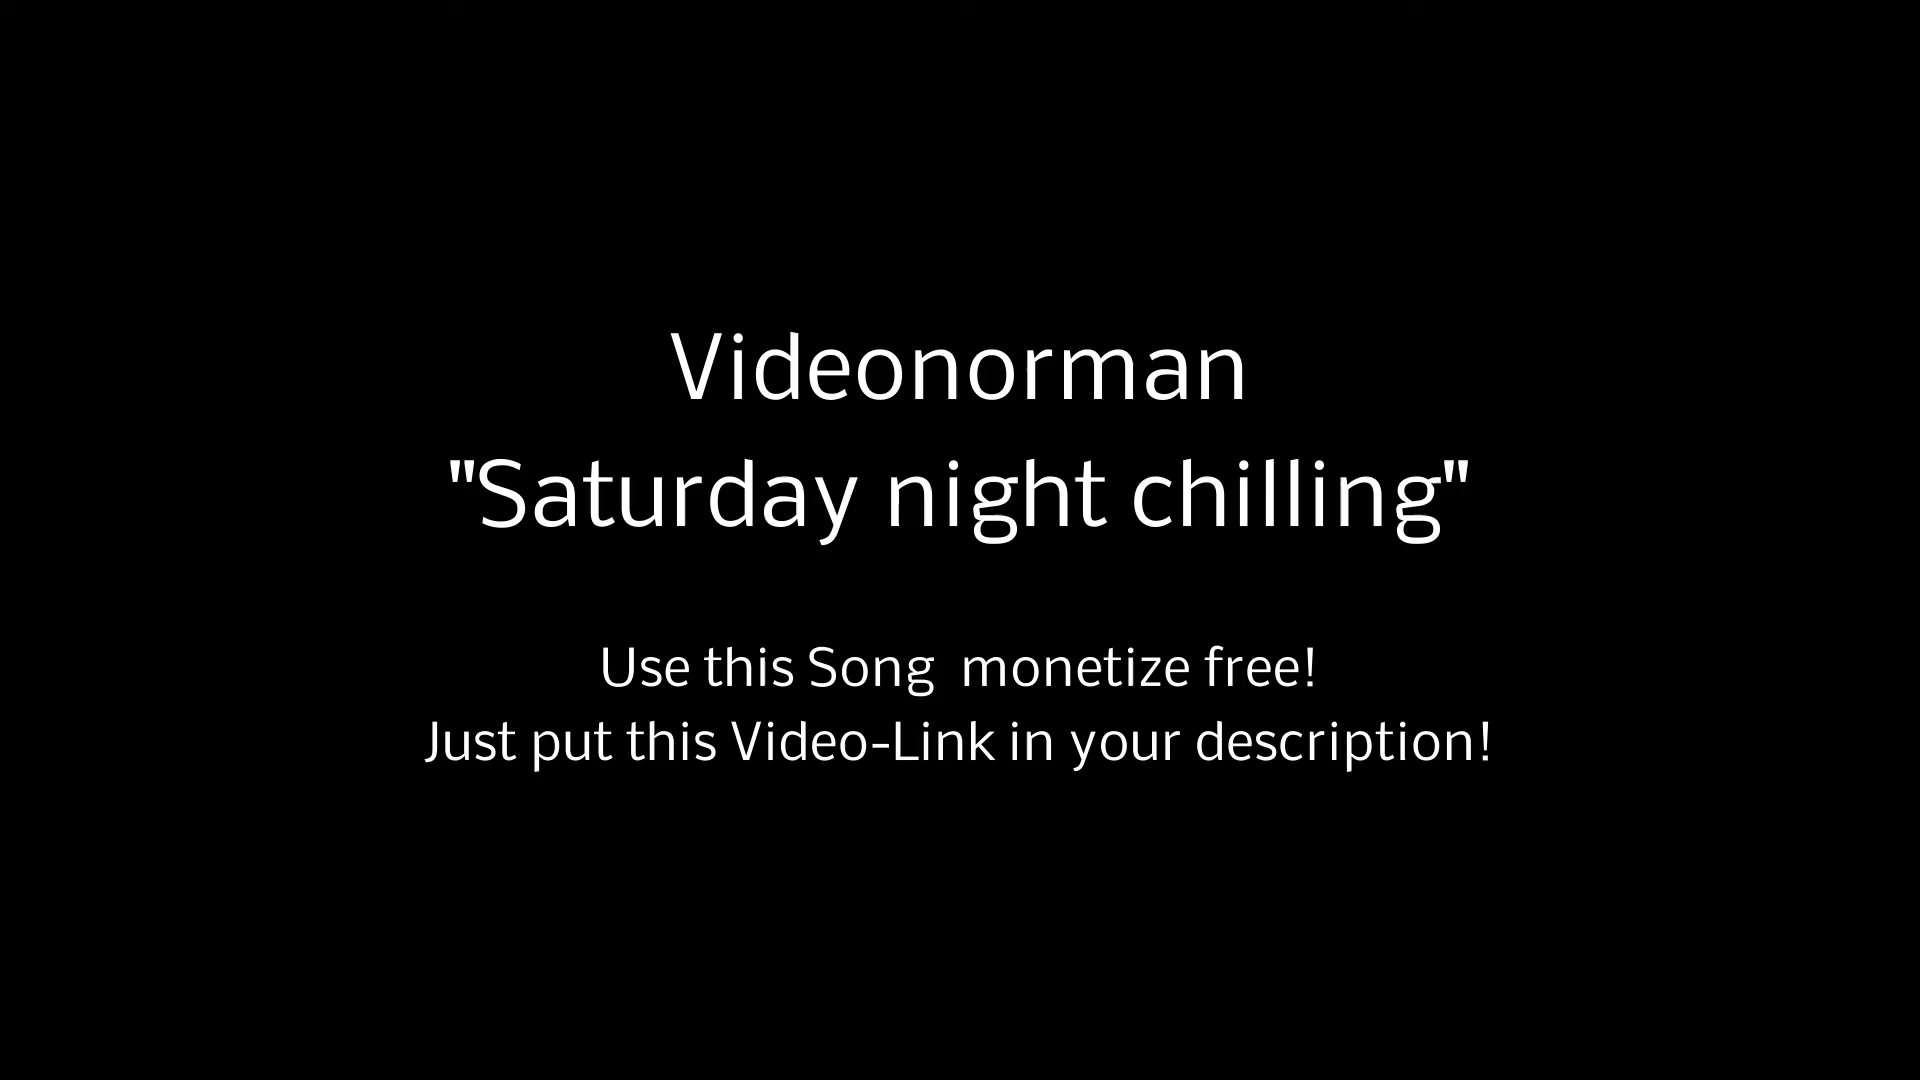 Videonorman
"Saturday night chilling"
Use this Song  monetize free!
Just put this Video-Link in your description!